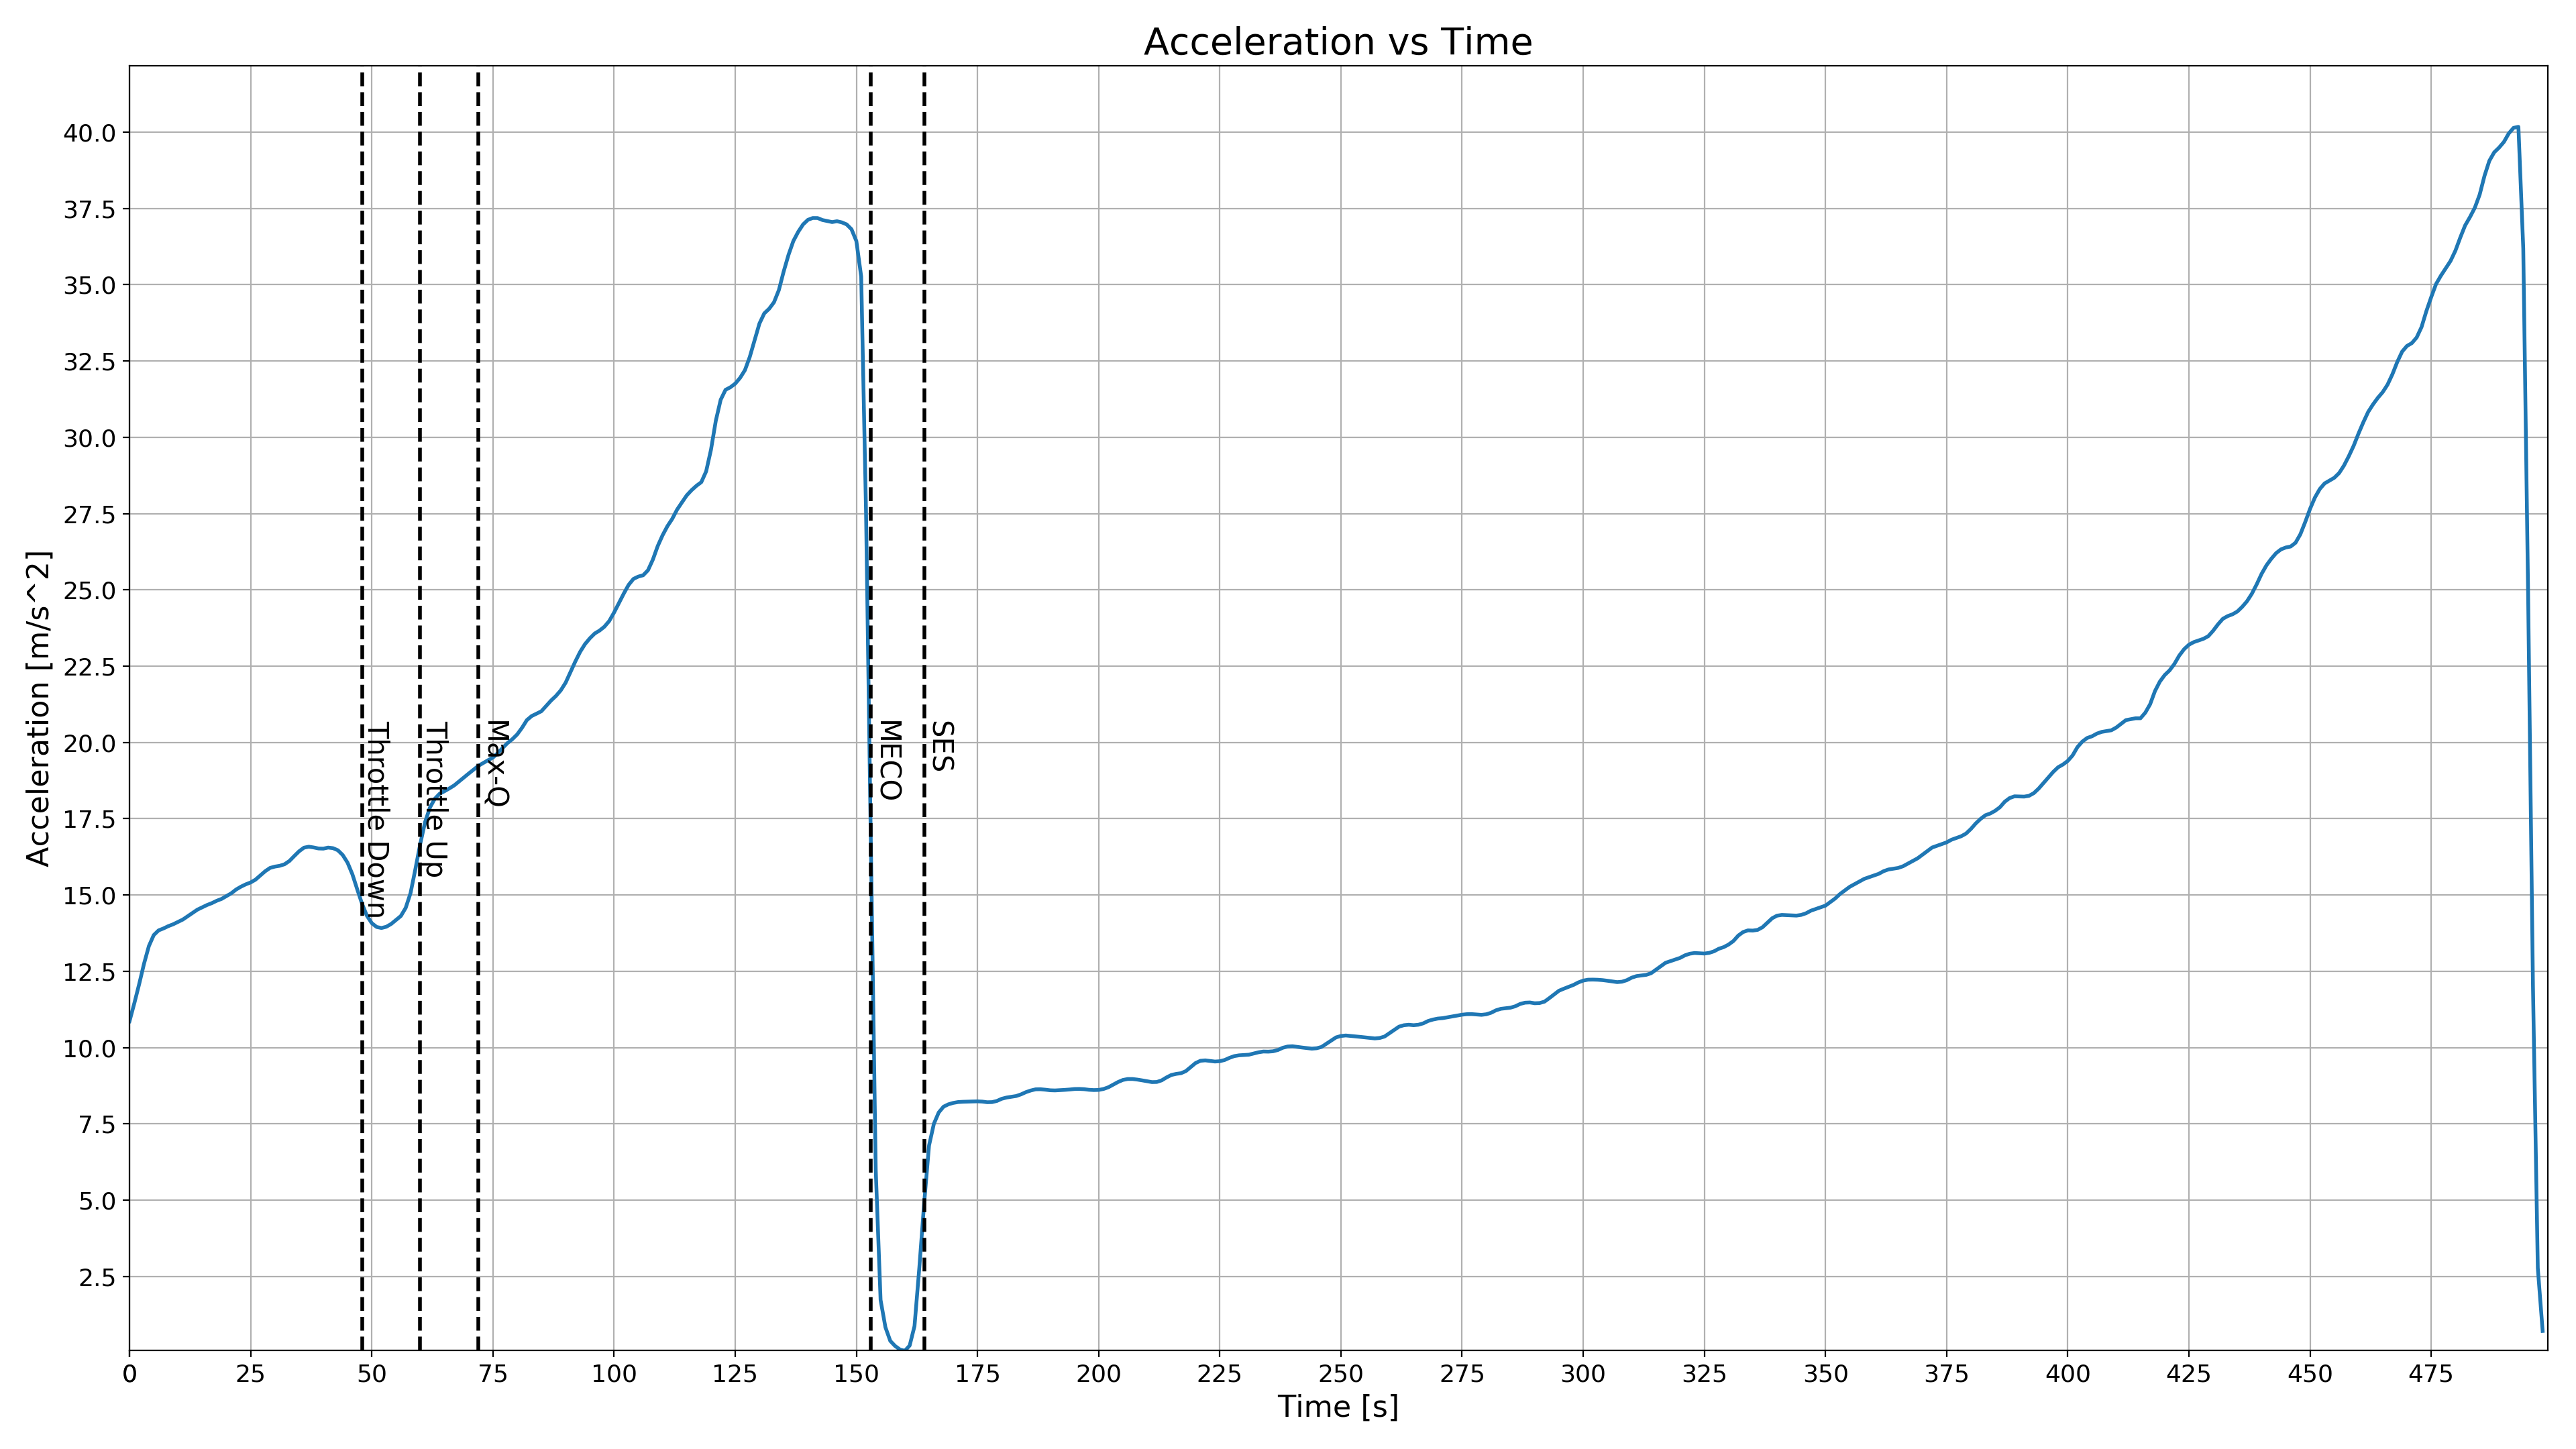 Acceleration vs Time
Acceleration [m/s^2]
40.0
37.5
35.0
32.5
30.0
27.5
25.0
22.5
20.0
17.5
15.0
12.5
10.0
7.5
5.0
2.5
Throttle Down
Throttle Up
Max-Q
MECO
SES
0 25 50 75 100 125 150 175 200 225 250 275 300 325 350 375 400 425 450 475
Time [s]